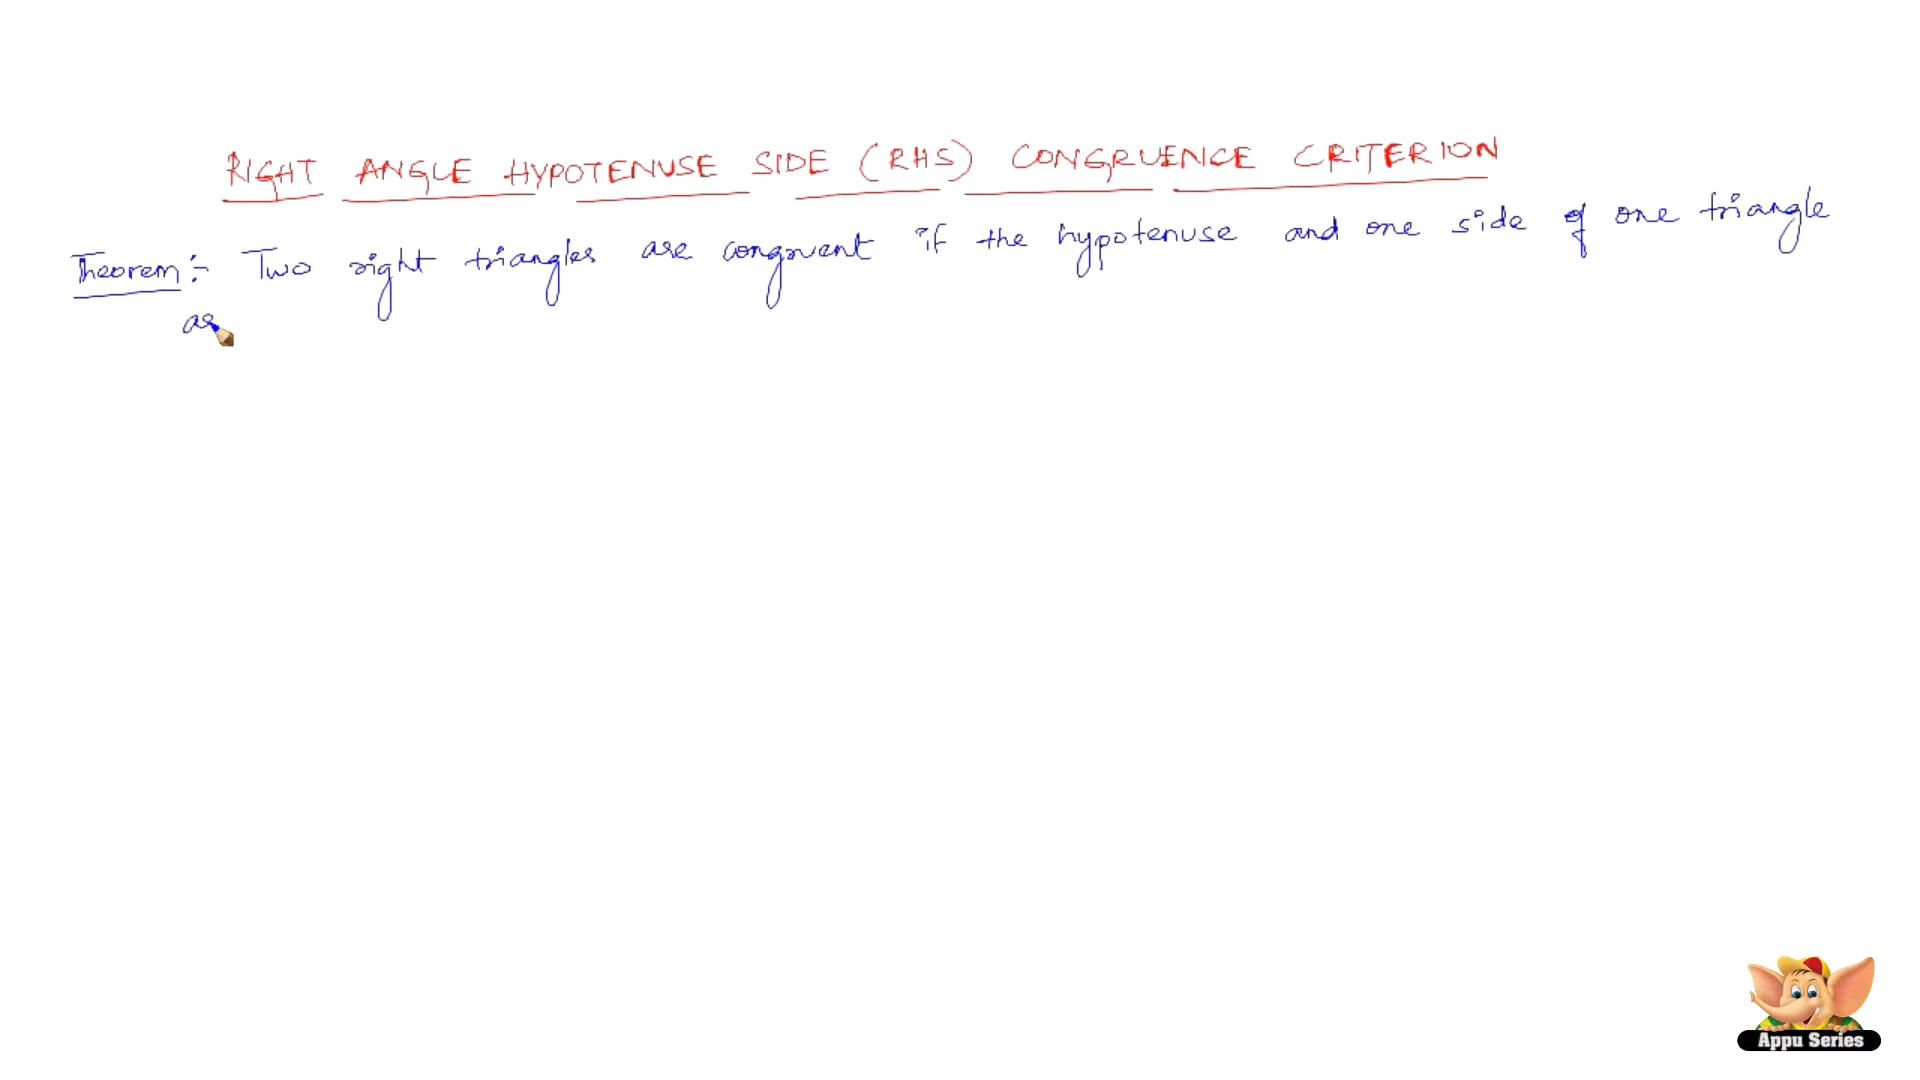 RIGHT ANGLE HYPOTENUSE SIDE (RHS) CONGRUENCE CRITERION
Theorem :- Two right triangles are congruent if the hypotenuse and one side of one triangle
are
Appu Series